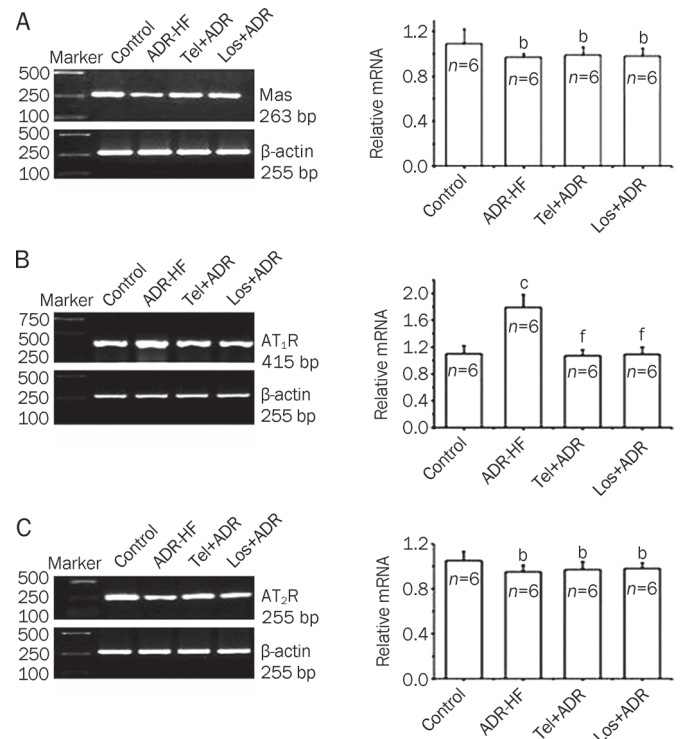 A
Marker Control ADR-HF Tel+ADR Los+ADR
500
250
100
Mas
263 bp
500
250
100
β-actin
255 bp
Relative mRNA
1.2
0.8
0.4
0.0
b b b
n=6 n=6 n=6 n=6
Control ADR-HF Tel+ADR Los+ADR
B
Marker Control ADR-HF Tel+ADR Los+ADR
750
500
250
AT₁R
415 bp
500
250
100
β-actin
255 bp
Relative mRNA
2.0
1.6
1.2
0.8
0.4
0.0
c f f
n=6 n=6 n=6 n=6
Control ADR-HF Tel+ADR Los+ADR
C
Marker Control ADR-HF Tel+ADR Los+ADR
500
250
100
AT₂R
255 bp
500
250
100
β-actin
255 bp
Relative mRNA
1.2
0.8
0.4
0.0
b b b
n=6 n=6 n=6 n=6
Control ADR-HF Tel+ADR Los+ADR